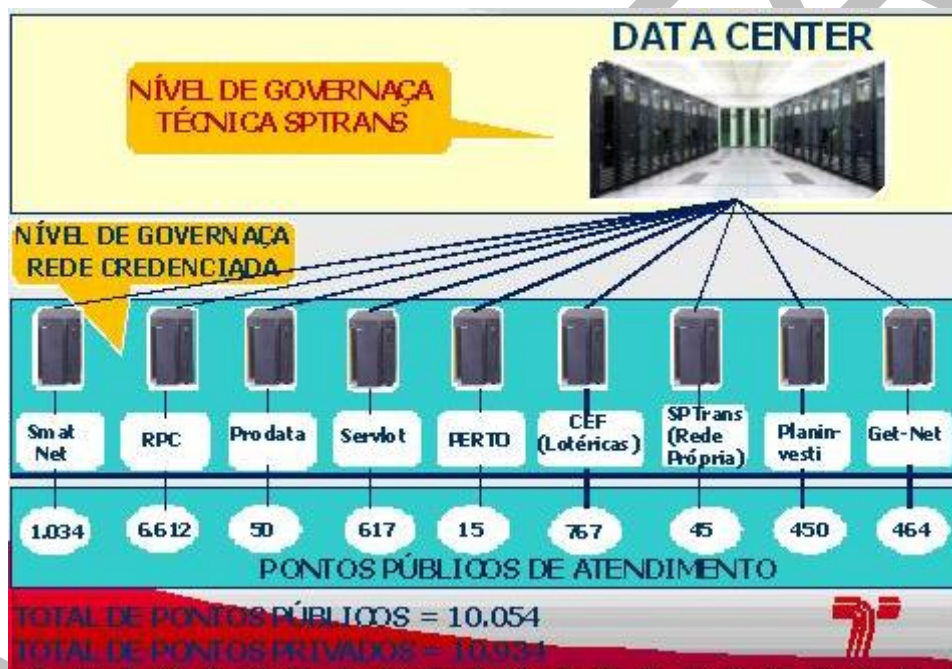 DATA CENTER
NÍVEL DE GOVERNAÇA
TÉCNICA SPTRANS
NÍVEL DE GOVERNAÇA
REDE CREDENCIADA
Smat
Net
RPC
Prodata
Servlot
PERTO
CEF
(Lotéricas)
SPTrans
(Rede
Própria)
Planin-
vesti
Get-Net
1.034
6.612
50
617
15
767
45
450
464
PONTOS PÚBLICOS DE ATENDIMENTO
TOTAL DE PONTOS PÚBLICOS = 10.054
TOTAL DE PONTOS PRIVADOS = 10.934